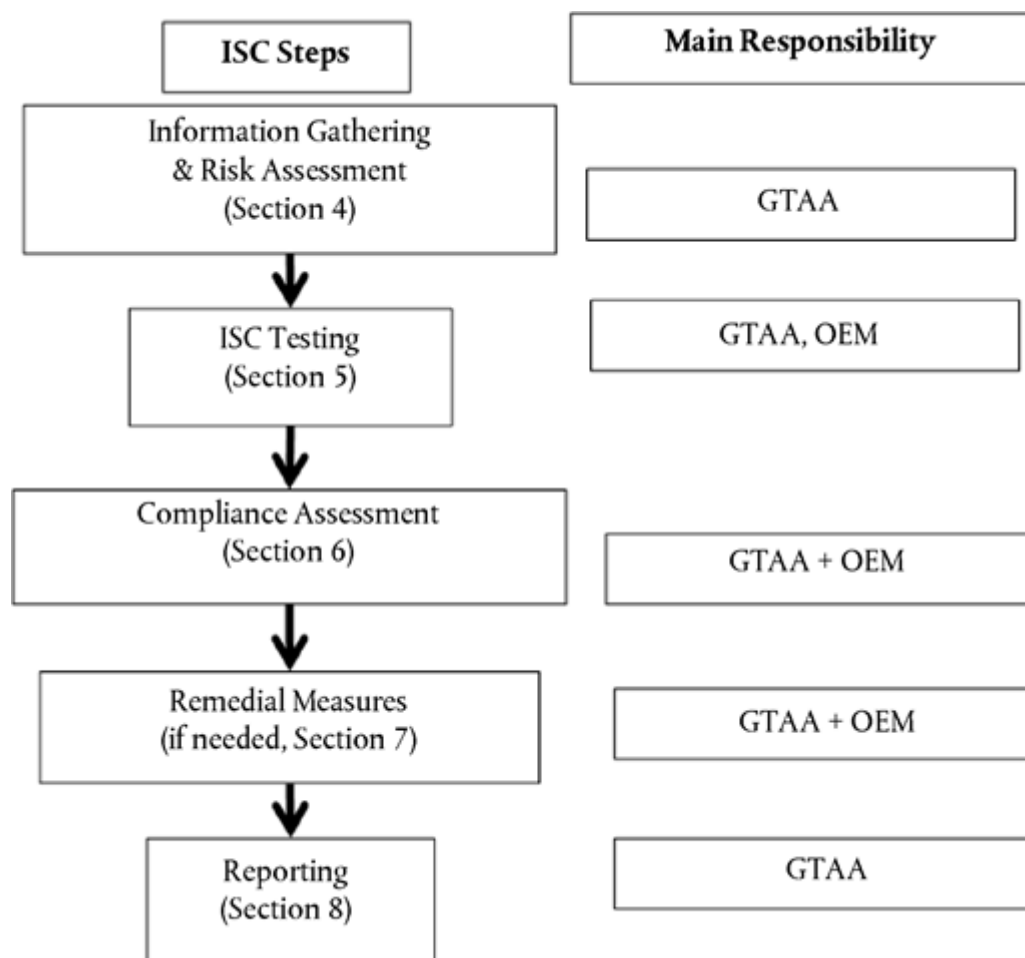 ISC Steps
Main Responsibility
Information Gathering
& Risk Assessment
(Section 4)
GTAA
ISC Testing
(Section 5)
GTAA, OEM
Compliance Assessment
(Section 6)
GTAA + OEM
Remedial Measures
(if needed, Section 7)
GTAA + OEM
Reporting
(Section 8)
GTAA